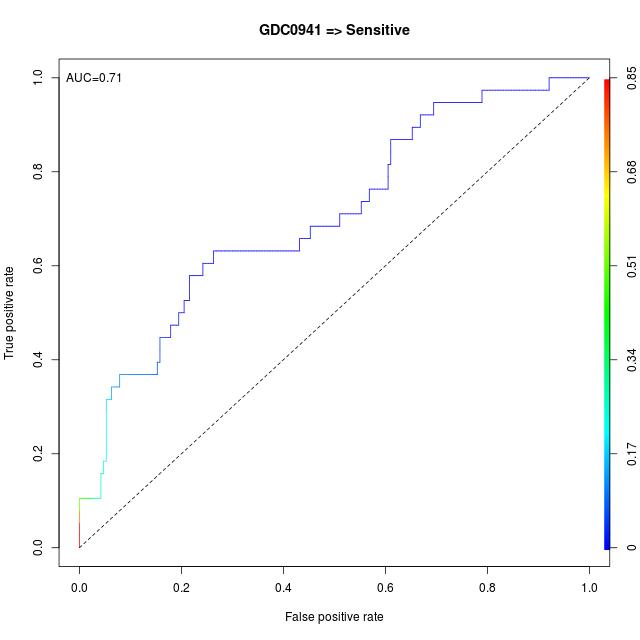 GDC0941 => Sensitive
AUC=0.71
True positive rate
1.0
0.8
0.6
0.4
0.2
0.0
0.0 0.2 0.4 0.6 0.8 1.0
False positive rate
0.85
0.68
0.51
0.34
0.17
0